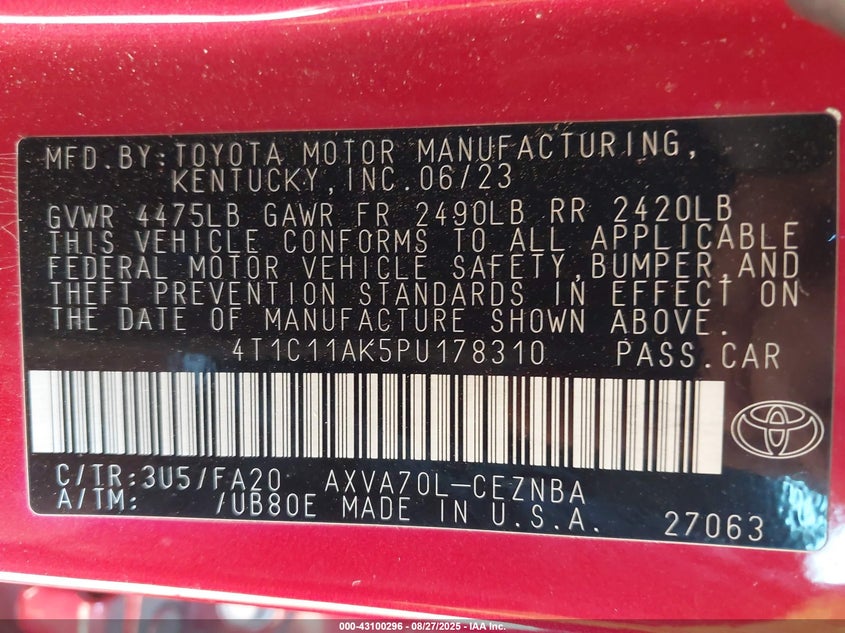 MFD. BY: TOYOTA MOTOR MANUFACTURING,
KENTUCKY, INC. 06/23
GVWR 4475LB GAWR FR 2490LB RR 2420LB
THIS VEHICLE CONFORMS TO ALL APPLICABLE
FEDERAL MOTOR VEHICLE SAFETY, BUMPER, AND
THEFT PREVENTION STANDARDS IN EFFECT ON
THE DATE OF MANUFACTURE SHOWN ABOVE.
4T1C11AK5PU178310 PASS.CAR
C/TR: 3U5/FA20 AXVA70L-CEZNBA
A/TM: /UB80E MADE IN U.S.A. 27063
000-43100296 - 08/27/2025 - IAA Inc.